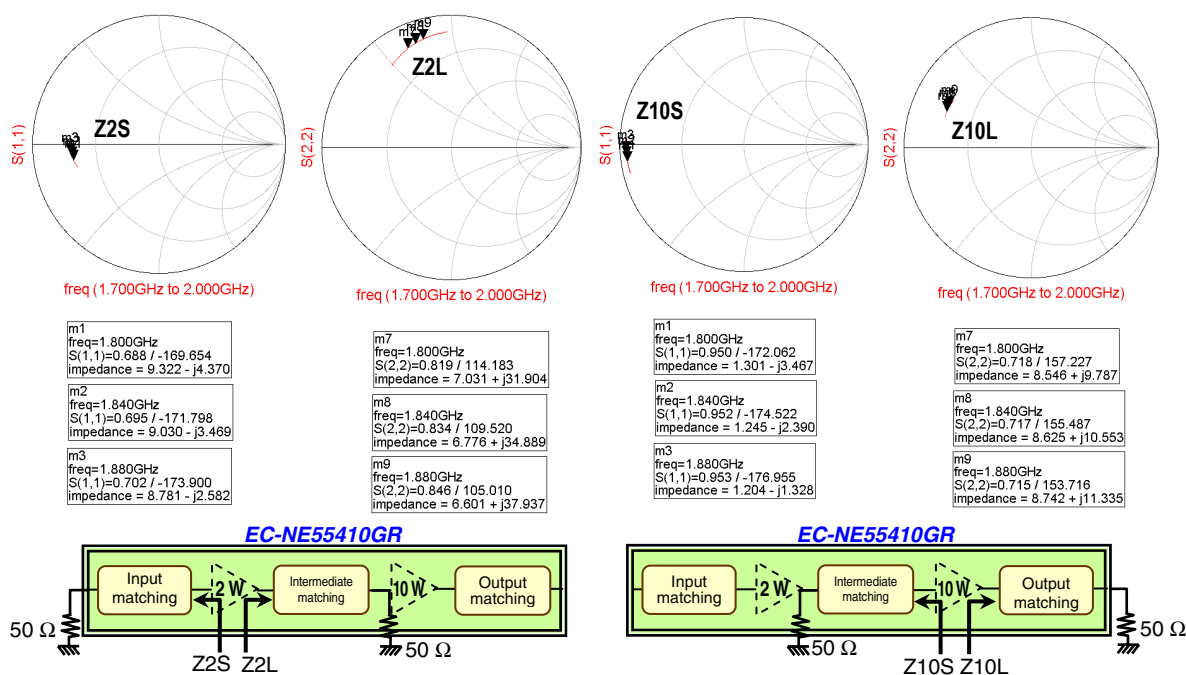 Z2S
m3
S(1,1)
freq (1.700GHz to 2.000GHz)
m9
Z2L
S(2,2)
freq (1.700GHz to 2.000GHz)
Z10S
m3
S(1,1)
freq (1.700GHz to 2.000GHz)
m9
Z10L
S(2,2)
freq (1.700GHz to 2.000GHz)
m1
freq=1.800GHz
S(1,1)=0.688 / -169.654
impedance = 9.322 - j4.370
m2
freq=1.840GHz
S(1,1)=0.695 / -171.798
impedance = 9.030 - j3.469
m3
freq=1.880GHz
S(1,1)=0.702 / -173.900
impedance = 8.781 - j2.582
m7
freq=1.800GHz
S(2,2)=0.819 / 114.183
impedance = 7.031 + j31.904
m8
freq=1.840GHz
S(2,2)=0.834 / 109.520
impedance = 6.776 + j34.889
m9
freq=1.880GHz
S(2,2)=0.846 / 105.010
impedance = 6.601 + j37.937
m1
freq=1.800GHz
S(1,1)=0.950 / -172.062
impedance = 1.301 - j3.467
m2
freq=1.840GHz
S(1,1)=0.952 / -174.522
impedance = 1.245 - j2.390
m3
freq=1.880GHz
S(1,1)=0.953 / -176.955
impedance = 1.204 - j1.328
m7
freq=1.800GHz
S(2,2)=0.718 / 157.227
impedance = 8.546 + j9.787
m8
freq=1.840GHz
S(2,2)=0.717 / 155.487
impedance = 8.625 + j10.553
m9
freq=1.880GHz
S(2,2)=0.715 / 153.716
impedance = 8.742 + j11.335
EC-NE55410GR
Input
matching
2 W
Intermediate
matching
10 W
Output
matching
50 Ω
50 Ω
Z2S
Z2L
EC-NE55410GR
Input
matching
2 W
Intermediate
matching
10 W
Output
matching
50 Ω
50 Ω
Z10S
Z10L